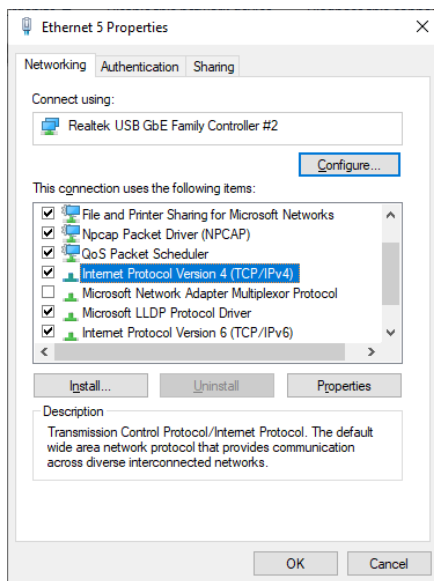 Ethernet 5 Properties
Networking
Authentication
Sharing
Connect using:
Realtek USB GbE Family Controller #2
Configure...
This connection uses the following items:
File and Printer Sharing for Microsoft Networks
Npcap Packet Driver (NPCAP)
QoS Packet Scheduler
Internet Protocol Version 4 (TCP/IPv4)
Microsoft Network Adapter Multiplexor Protocol
Microsoft LLDP Protocol Driver
Internet Protocol Version 6 (TCP/IPv6)
Install...
Uninstall
Properties
Description
Transmission Control Protocol/Internet Protocol. The default
wide area network protocol that provides communication
across diverse interconnected networks.
OK
Cancel